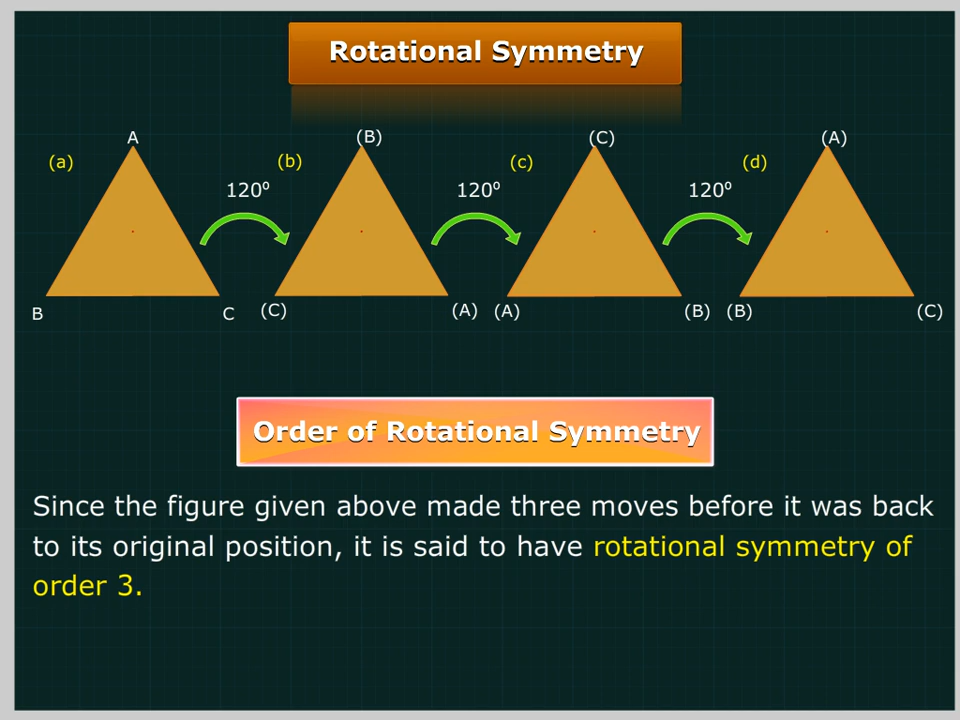 Rotational Symmetry
A (B) (C) (A)
(a) (b) (c) (d)
120⁰ 120⁰ 120⁰
B C (C) (A) (A) (B) (B) (C)
Order of Rotational Symmetry
Since the figure given above made three moves before it was back
to its original position, it is said to have rotational symmetry of
order 3.